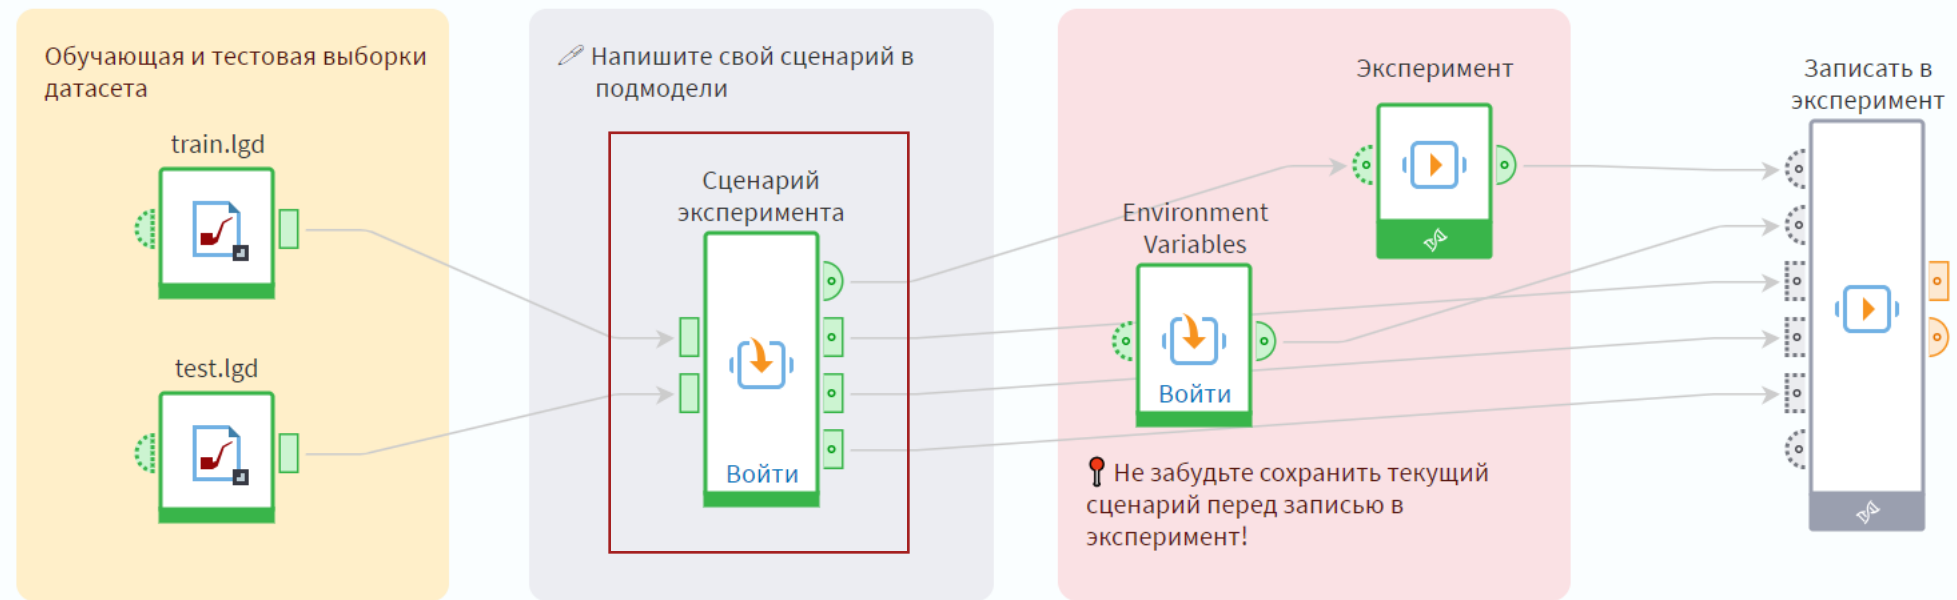 Обучающая и тестовая выборки
датасета
train.lgd
test.lgd
Напишите свой сценарий в
подмодели
Сценарий
эксперимента
Войти
Эксперимент
Environment
Variables
Войти
Не забудьте сохранить текущий
сценарий перед записью в
эксперимент!
Записать в
эксперимент